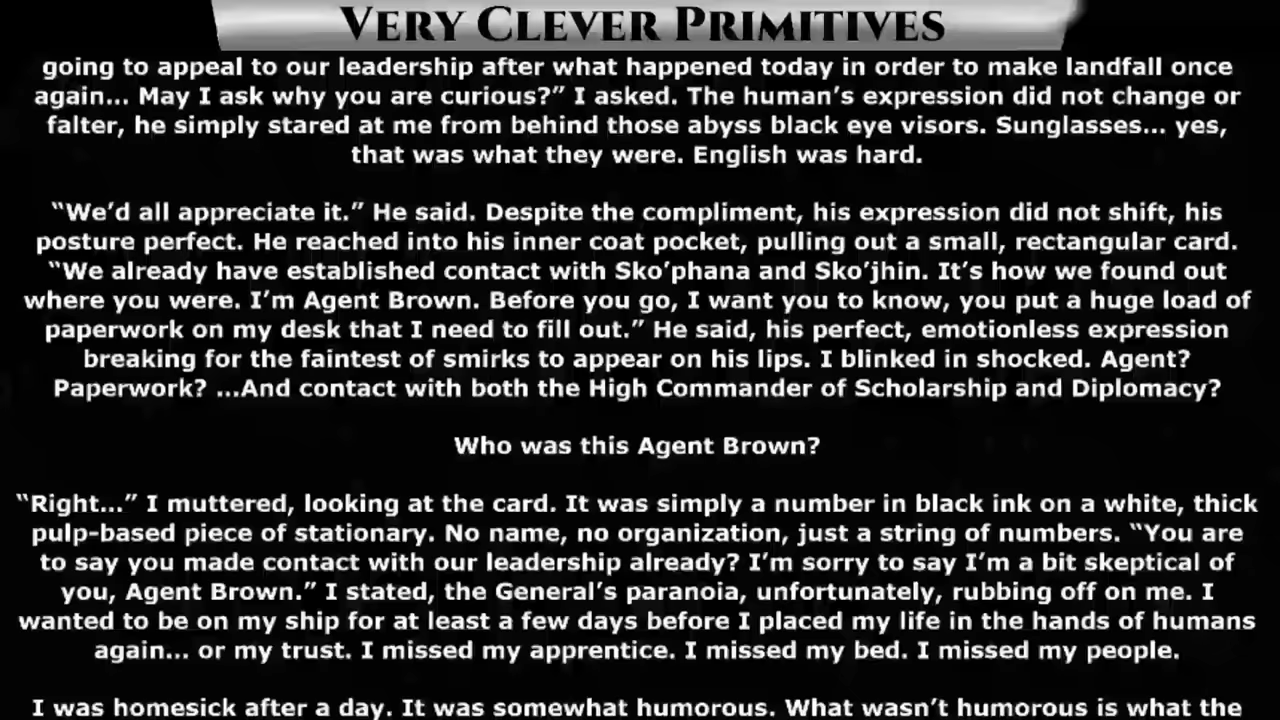 VERY CLEVER PRIMITIVES
going to appeal to our leadership after what happened today in order to make landfall once
again... May I ask why you are curious?” I asked. The human’s expression did not change or
falter, he simply stared at me from behind those abyss black eye visors. Sunglasses... yes,
that was what they were. English was hard.
“We’d all appreciate it.” He said. Despite the compliment, his expression did not shift, his
posture perfect. He reached into his inner coat pocket, pulling out a small, rectangular card.
“We already have established contact with Sko’phana and Sko’jhin. It’s how we found out
where you were. I’m Agent Brown. Before you go, I want you to know, you put a huge load of
paperwork on my desk that I need to fill out.” He said, his perfect, emotionless expression
breaking for the faintest of smirks to appear on his lips. I blinked in shocked. Agent?
Paperwork? ...And contact with both the High Commander of Scholarship and Diplomacy?
Who was this Agent Brown?
“Right...” I muttered, looking at the card. It was simply a number in black ink on a white, thick
pulp-based piece of stationary. No name, no organization, just a string of numbers. “You are
to say you made contact with our leadership already? I’m sorry to say I’m a bit skeptical of
you, Agent Brown.” I stated, the General’s paranoia, unfortunately, rubbing off on me. I
wanted to be on my ship for at least a few days before I placed my life in the hands of humans
again... or my trust. I missed my apprentice. I missed my bed. I missed my people.
I was homesick after a day. It was somewhat humorous. What wasn’t humorous is what the